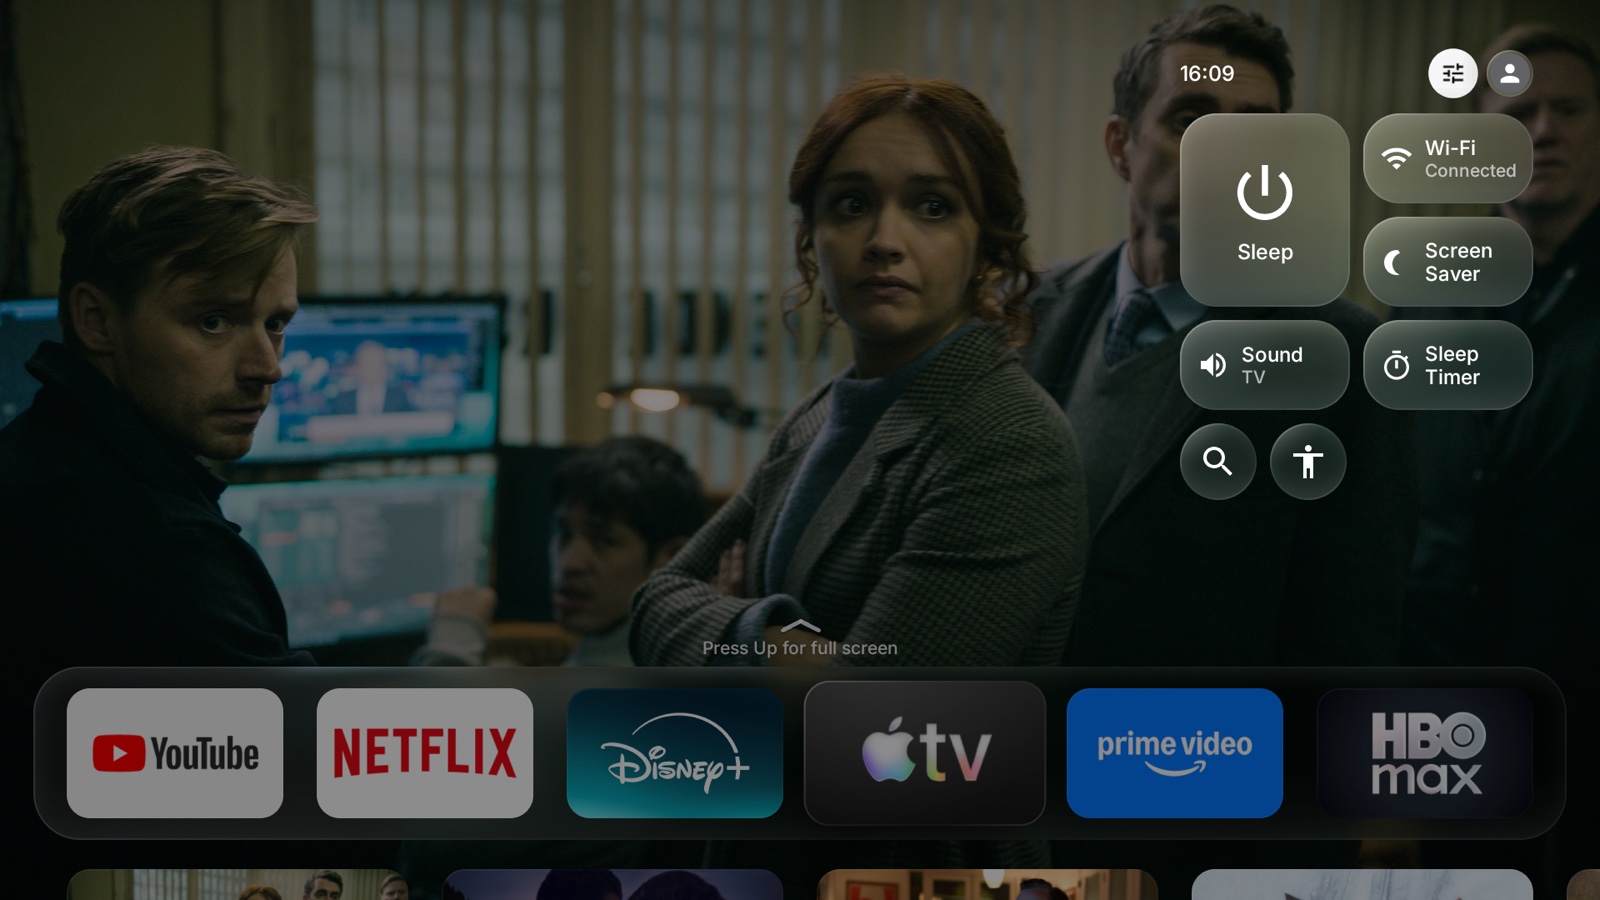 16:09
Sleep
Wi-Fi
Connected
Screen
Saver
Sound
TV
Sleep
Timer
Press Up for full screen
YouTube
NETFLIX
Disney+
tv
prime video
HBO
max